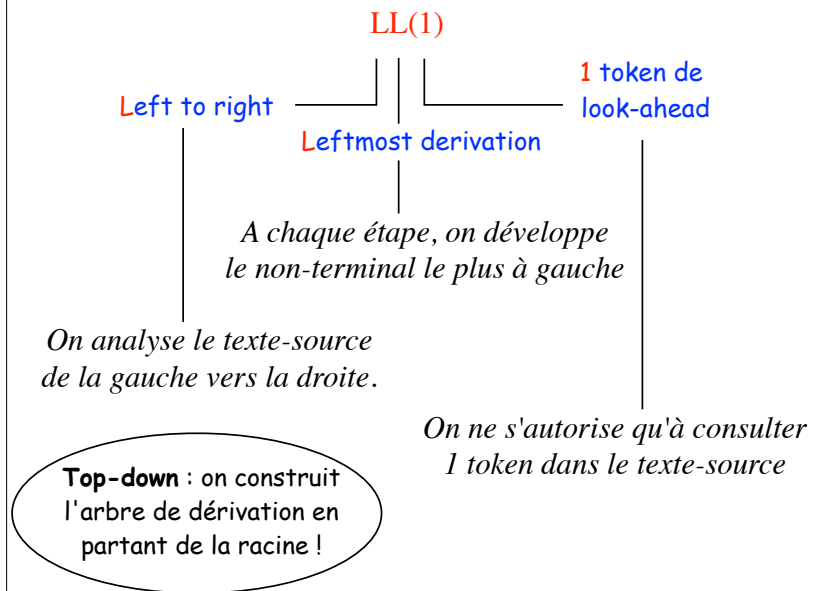 LL(1)
Left to right
Leftmost derivation
1 token de
look-ahead
A chaque étape, on développe
le non-terminal le plus à gauche
On analyse le texte-source
de la gauche vers la droite.
On ne s'autorise qu'à consulter
1 token dans le texte-source
Top-down : on construit
l'arbre de dérivation en
partant de la racine !